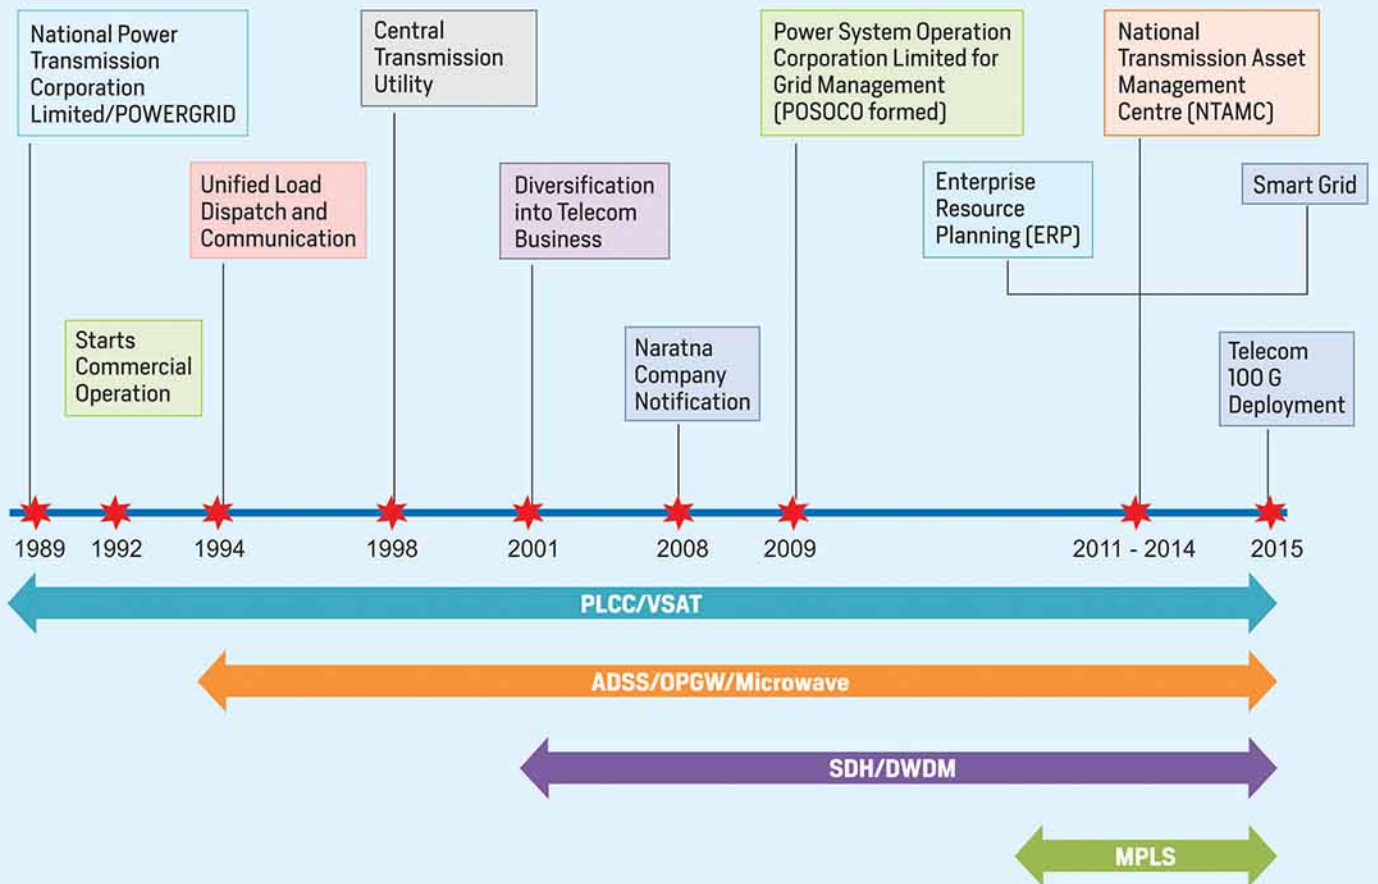 National Power
Transmission
Corporation
Limited/POWERGRID
Central
Transmission
Utility
Power System Operation
Corporation Limited for
Grid Management
(POSOCO formed)
National
Transmission Asset
Management
Centre (NTAMC)
Unified Load
Dispatch and
Communication
Diversification
into Telecom
Business
Enterprise
Resource
Planning (ERP)
Smart Grid
Starts
Commercial
Operation
Naratna
Company
Notification
Telecom
100 G
Deployment
1989 1992 1994 1998 2001 2008 2009 2011 - 2014 2015
PLCC/VSAT
ADSS/OPGW/Microwave
SDH/DWDM
MPLS